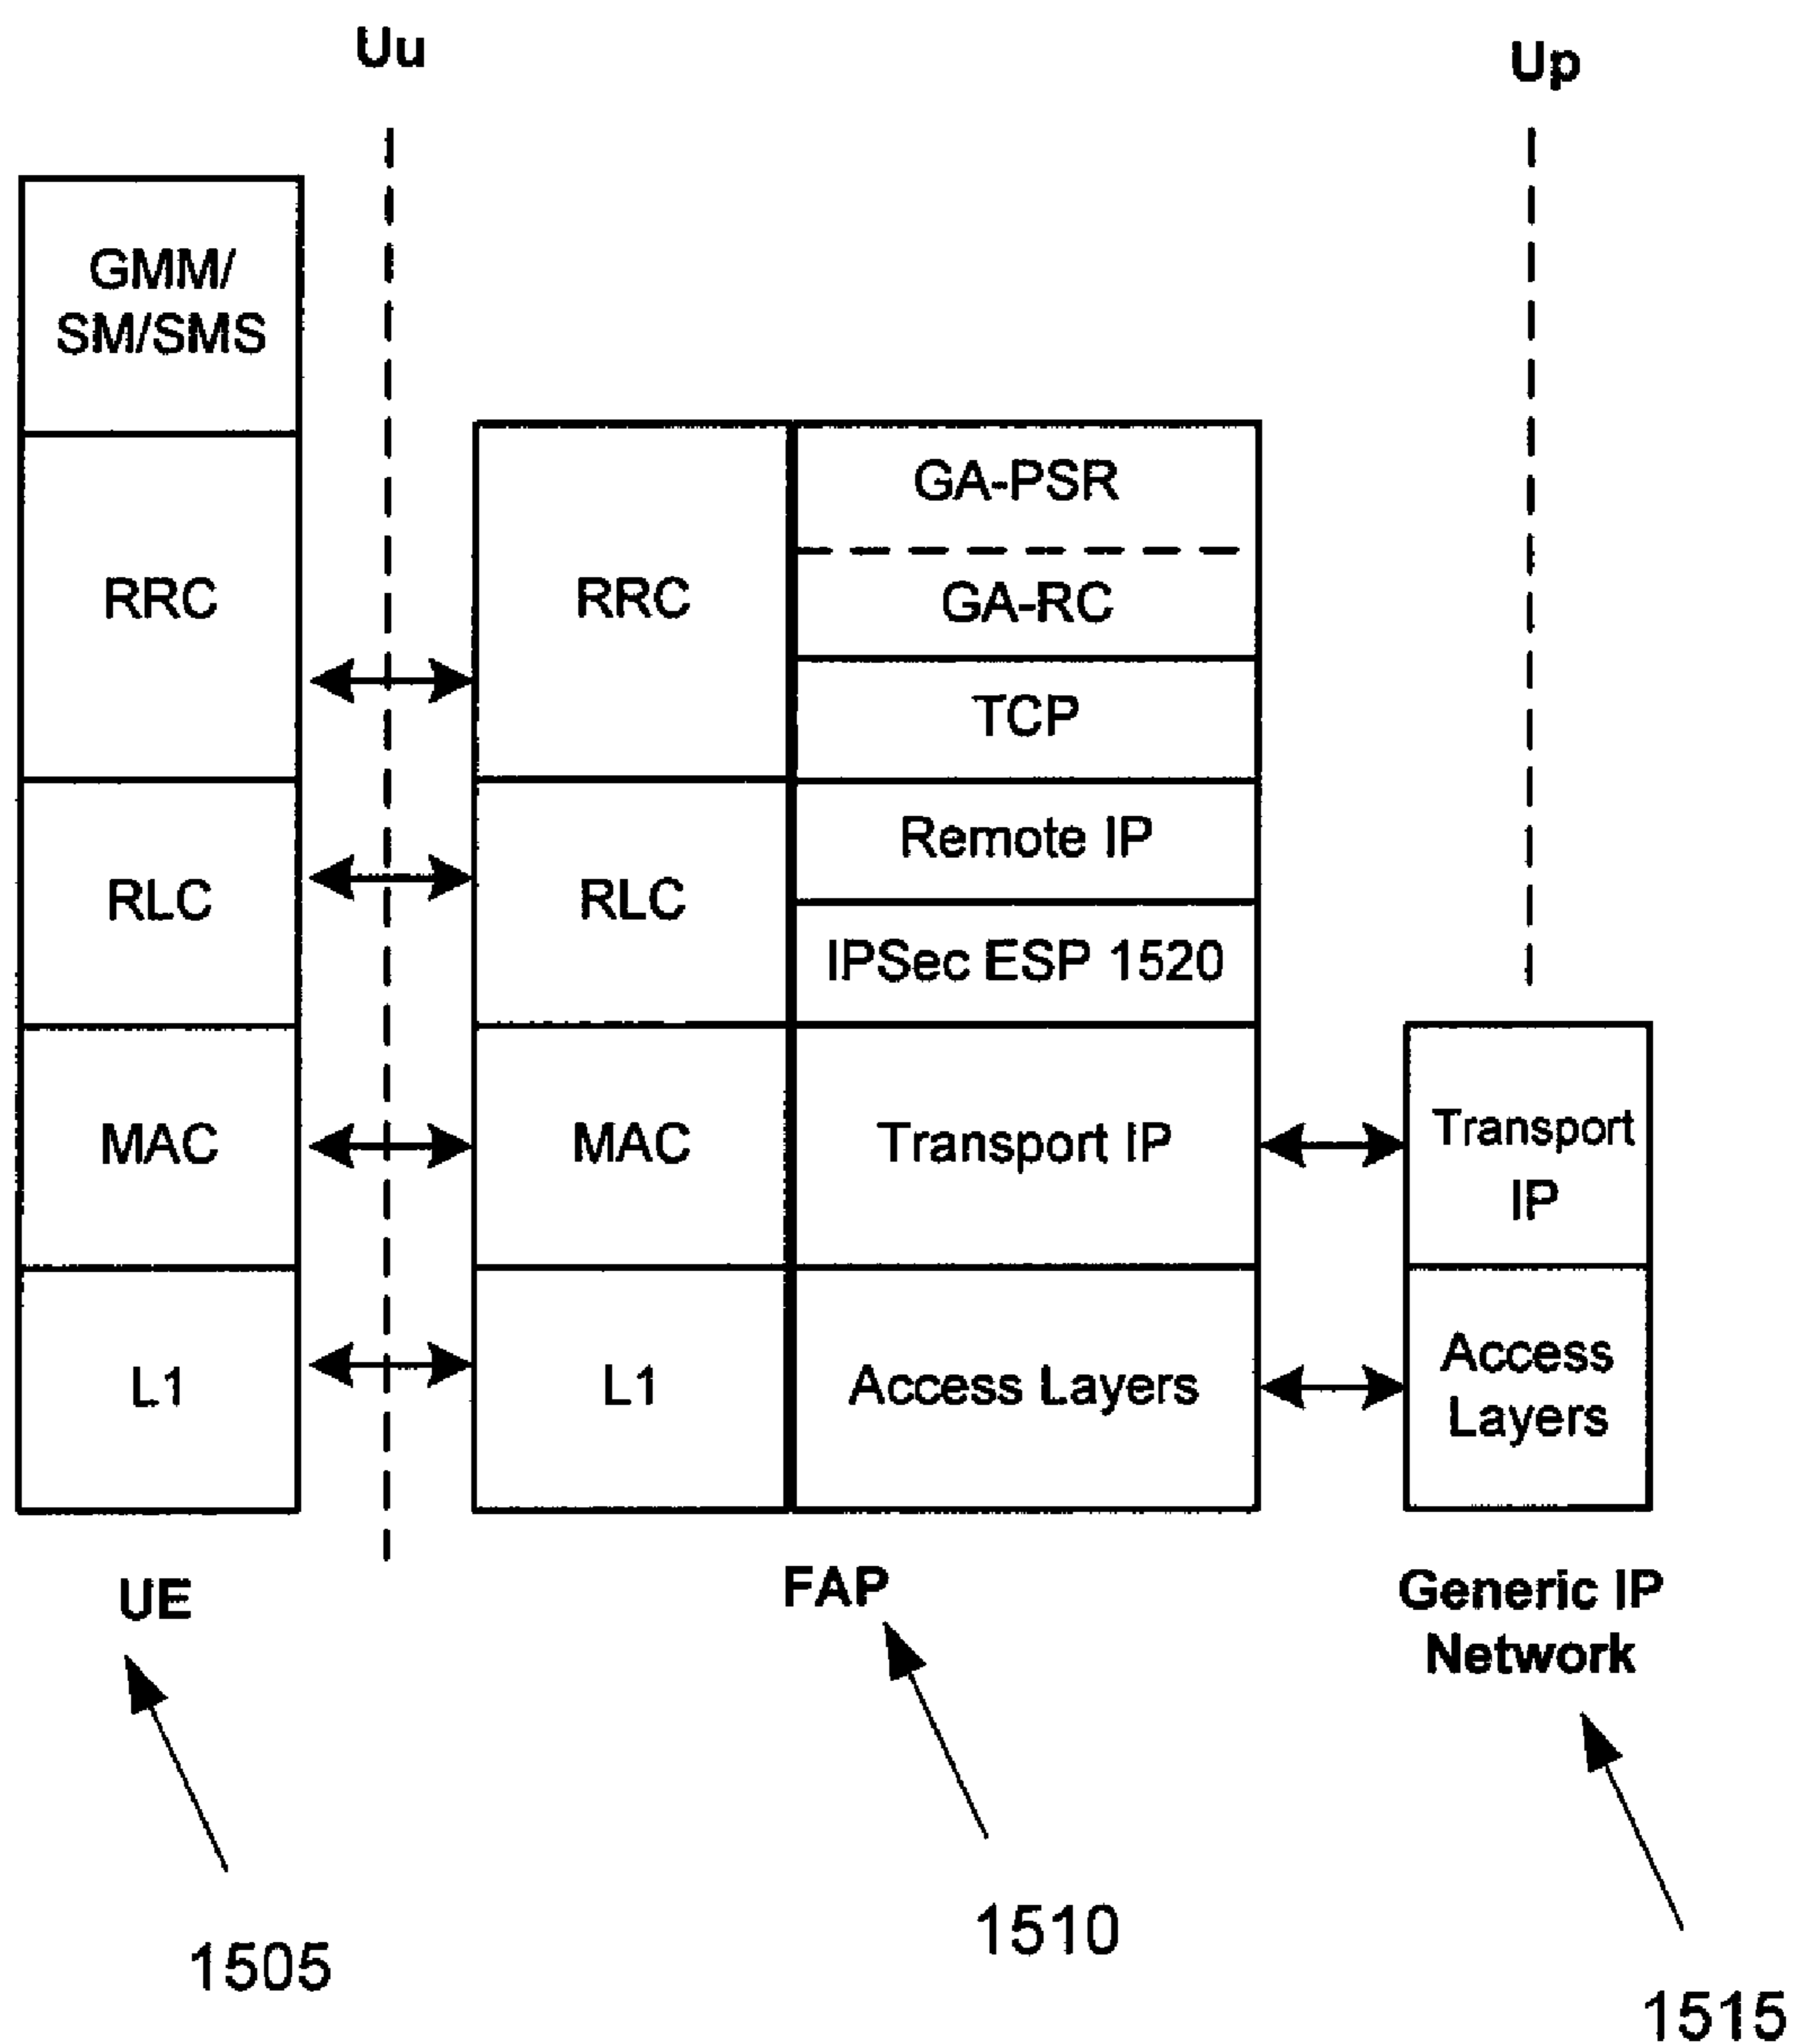 Uu
Up
GMM/
SM/SMS
RRC
RLC
MAC
L1
RRC
RLC
MAC
L1
GA-PSR
GA-RC
TCP
Remote IP
IPSec ESP 1520
Transport IP
Access Layers
Transport
IP
Access
Layers
UE
FAP
Generic IP
Network
1505
1510
1515